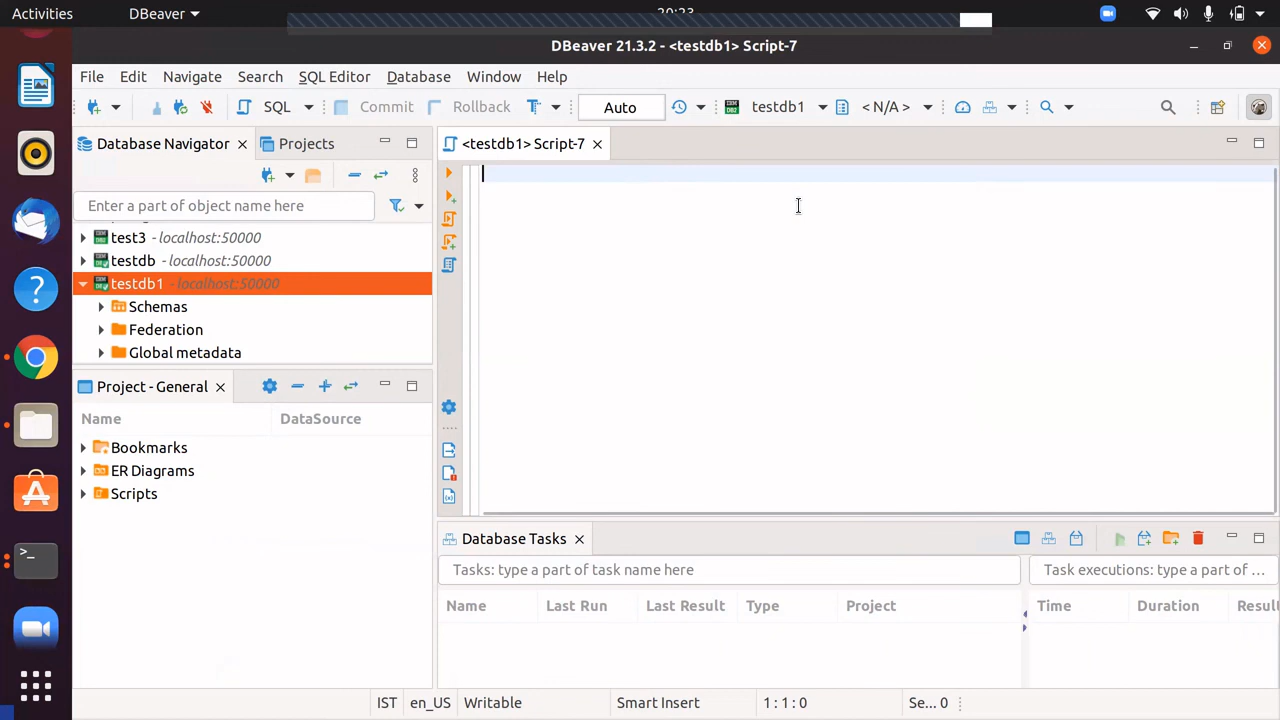 Activities DBeaver 20:23
DBeaver 21.3.2 - <testdb1> Script-7
File Edit Navigate Search SQL Editor Database Window Help
SQL Commit Rollback Auto testdb1 < N/A >
Database Navigator Projects <testdb1> Script-7
Enter a part of object name here
test3 - localhost:50000
testdb - localhost:50000
testdb1 - localhost:50000
Schemas
Federation
Global metadata
Project - General
Name DataSource
Bookmarks
ER Diagrams
Scripts
Database Tasks
Tasks: type a part of task name here Task executions: type a part of ...
Name Last Run Last Result Type Project Time Duration Resul
IST en_US Writable Smart Insert 1 : 1 : 0 Se... 0